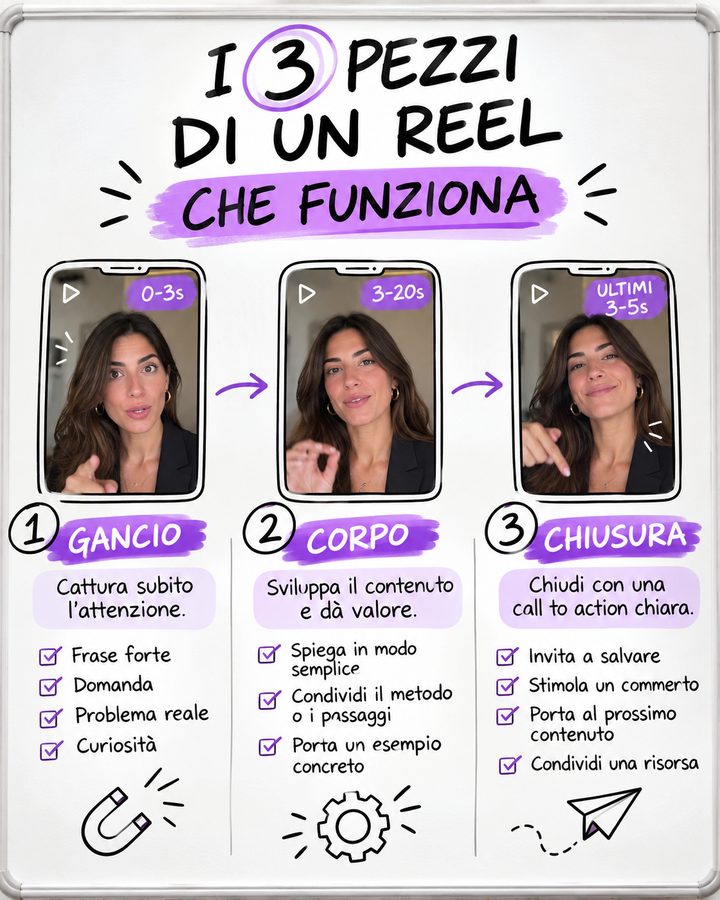 I 3 PEZZI
DI UN REEL
CHE FUNZIONA
0-3s
3-20s
ULTIMI
3-5s
1 GANCIO
Cattura subito
l'attenzione.
Frase forte
Domanda
Problema reale
Curiosità
2 CORPO
Sviluppa il contenuto
e dà valore.
Spiega in modo
semplice
Condividi il metodo
o i passaggi
Porta un esempio
concreto
3 CHIUSURA
Chiudi con una
call to action chiara.
Invita a salvare
Stimola un commerto
Porta al prossimo
contenuto
Condividi una risorsa